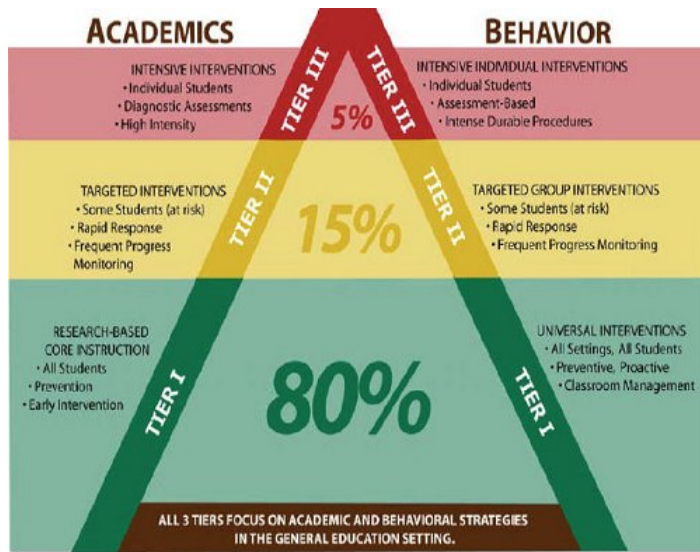 ACADEMICS
BEHAVIOR
INTENSIVE INTERVENTIONS
• Individual Students
• Diagnostic Assessments
• High Intensity
TIER III
5%
TIER III
INTENSIVE INDIVIDUAL INTERVENTIONS
• Individual Students
• Assessment-Based
• Intense Durable Procedures
TARGETED INTERVENTIONS
• Some Students (at risk)
• Rapid Response
• Frequent Progress
Monitoring
TIER II
15%
TIER II
TARGETED GROUP INTERVENTIONS
• Some Students (at risk)
• Rapid Response
• Frequent Progress Monitoring
RESEARCH-BASED
CORE INSTRUCTION
• All Students
• Prevention
• Early Intervention
TIER I
80%
TIER I
UNIVERSAL INTERVENTIONS
• All Settings, All Students
• Preventive, Proactive
• Classroom Management
ALL 3 TIERS FOCUS ON ACADEMIC AND BEHAVIORAL STRATEGIES
IN THE GENERAL EDUCATION SETTING.